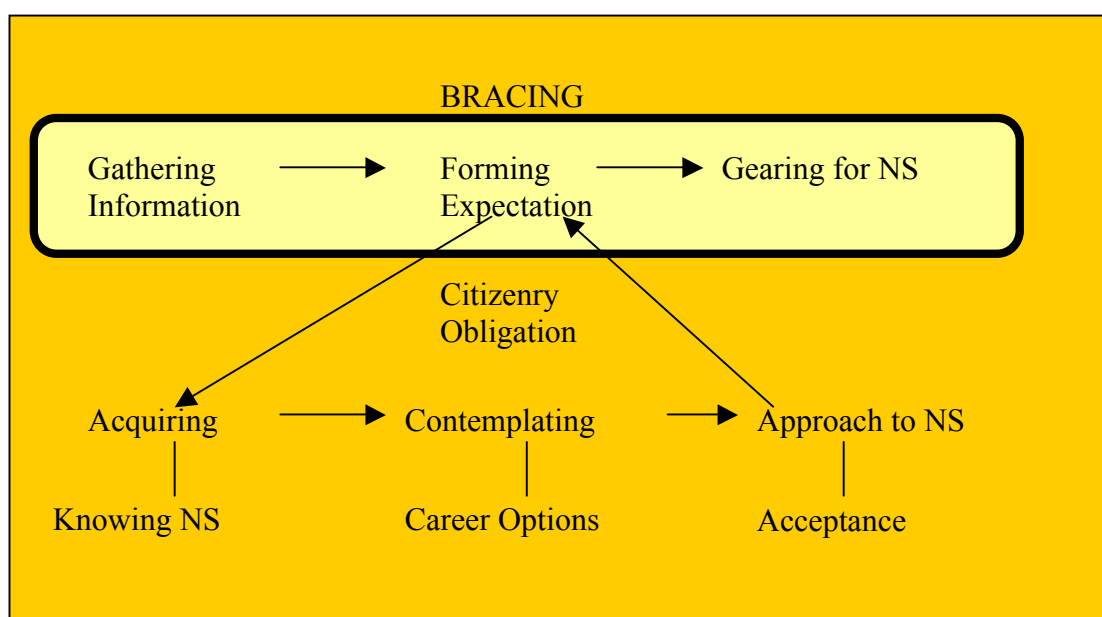 BRACING
Gathering Information
Forming Expectation
Gearing for NS
Citizenry
Obligation
Acquiring
Contemplating
Approach to NS
Knowing NS
Career Options
Acceptance